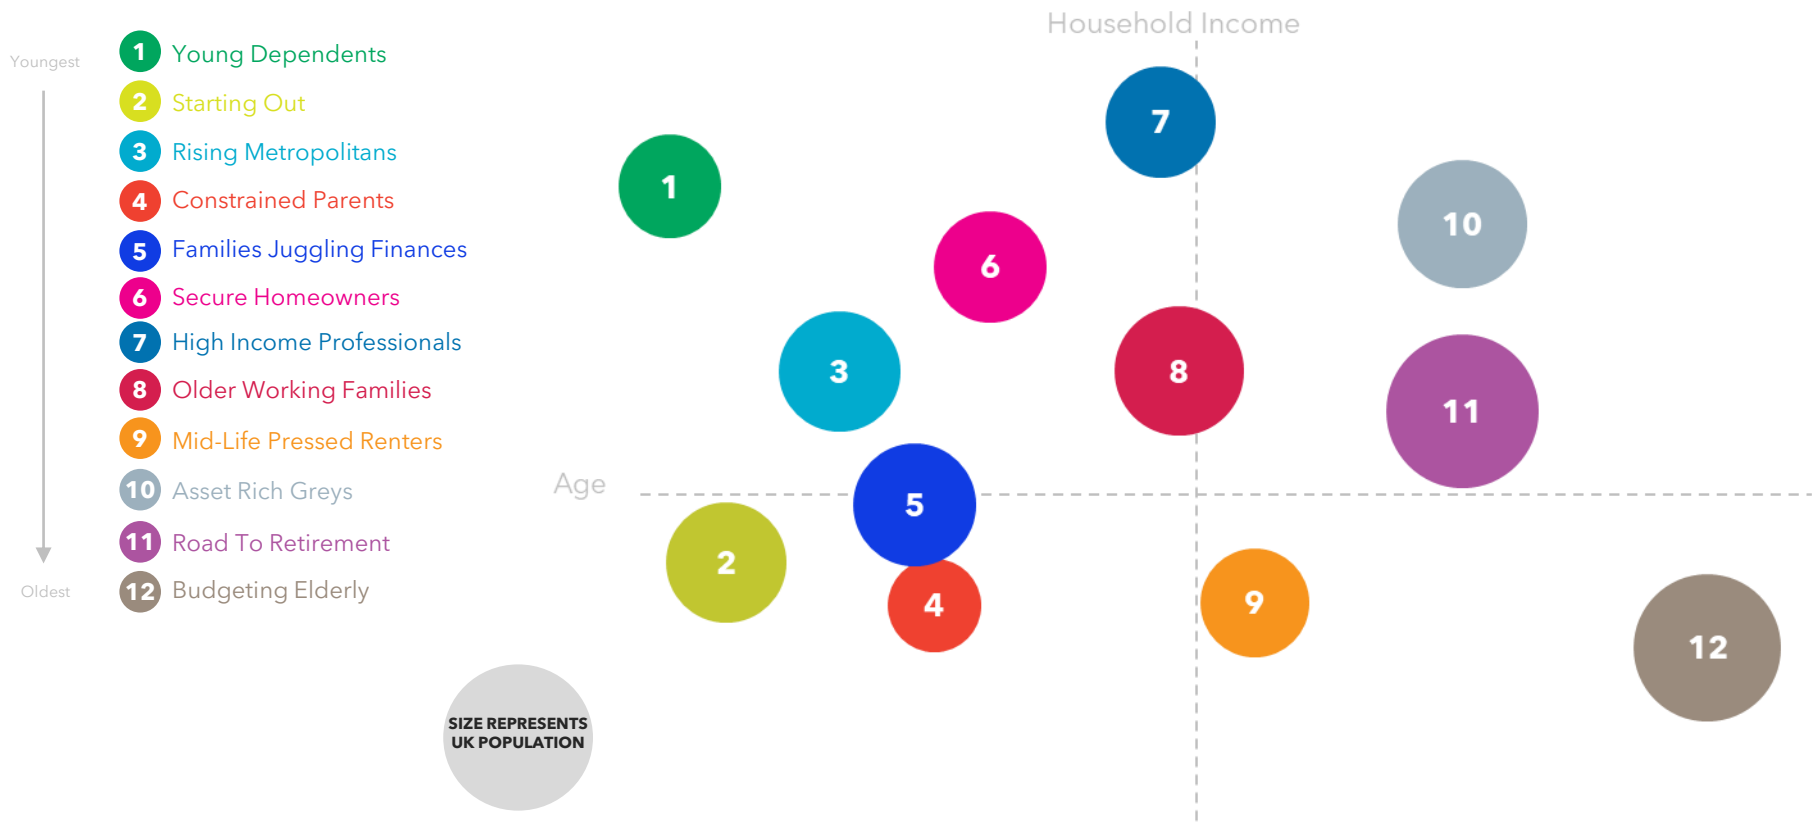 Youngest
1 Young Dependents
2 Starting Out
3 Rising Metropolitans
4 Constrained Parents
5 Families Juggling Finances
6 Secure Homeowners
7 High Income Professionals
8 Older Working Families
9 Mid-Life Pressed Renters
10 Asset Rich Greys
11 Road To Retirement
12 Budgeting Elderly
Oldest
SIZE REPRESENTS
UK POPULATION
Household Income
Age
7
1
10
6
3
8
11
5
2
4
9
12